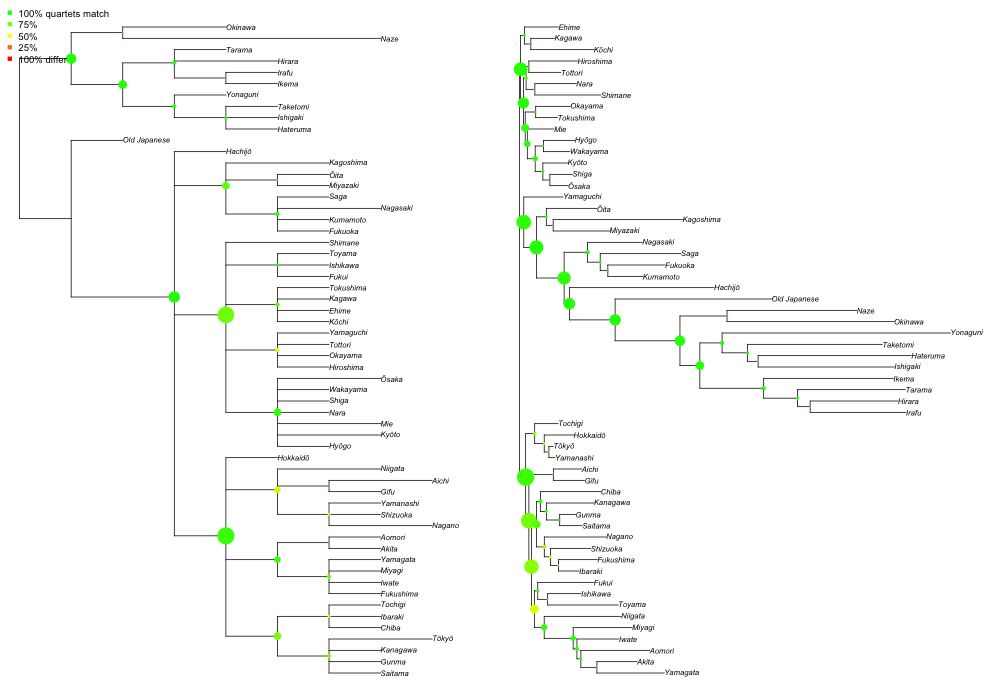 100% quartets match
75%
50%
25%
100% differ
Okinawa
Naze
Tarama
Hirara
Irafu
Ikema
Yonaguni
Taketomi
Ishigaki
Hateruma
Old Japanese
Hachijō
Kagoshima
Ōita
Miyazaki
Saga
Nagasaki
Kumamoto
Fukuoka
Shimane
Toyama
Ishikawa
Fukui
Tokushima
Kagawa
Ehime
Kōchi
Yamaguchi
Tottori
Okayama
Hiroshima
Ōsaka
Wakayama
Shiga
Nara
Mie
Kyōto
Hyōgo
Hokkaidō
Niigata
Aichi
Gifu
Yamanashi
Shizuoka
Nagano
Aomori
Akita
Yamagata
Miyagi
Iwate
Fukushima
Tochigi
Ibaraki
Chiba
Tōkyō
Kanagawa
Gunma
Saitama
Ehime
Kagawa
Kōchi
Hiroshima
Tottori
Nara
Shimane
Okayama
Tokushima
Mie
Hyōgo
Wakayama
Kyōto
Shiga
Ōsaka
Yamaguchi
Ōita
Kagoshima
Miyazaki
Nagasaki
Saga
Fukuoka
Kumamoto
Hachijō
Old Japanese
Naze
Okinawa
Yonaguni
Taketomi
Hateruma
Ishigaki
Ikema
Tarama
Hirara
Irafu
Tochigi
Hokkaidō
Tōkyō
Yamanashi
Aichi
Gifu
Chiba
Kanagawa
Gunma
Saitama
Nagano
Shizuoka
Fukushima
Ibaraki
Fukui
Ishikawa
Toyama
Niigata
Miyagi
Iwate
Aomori
Akita
Yamagata